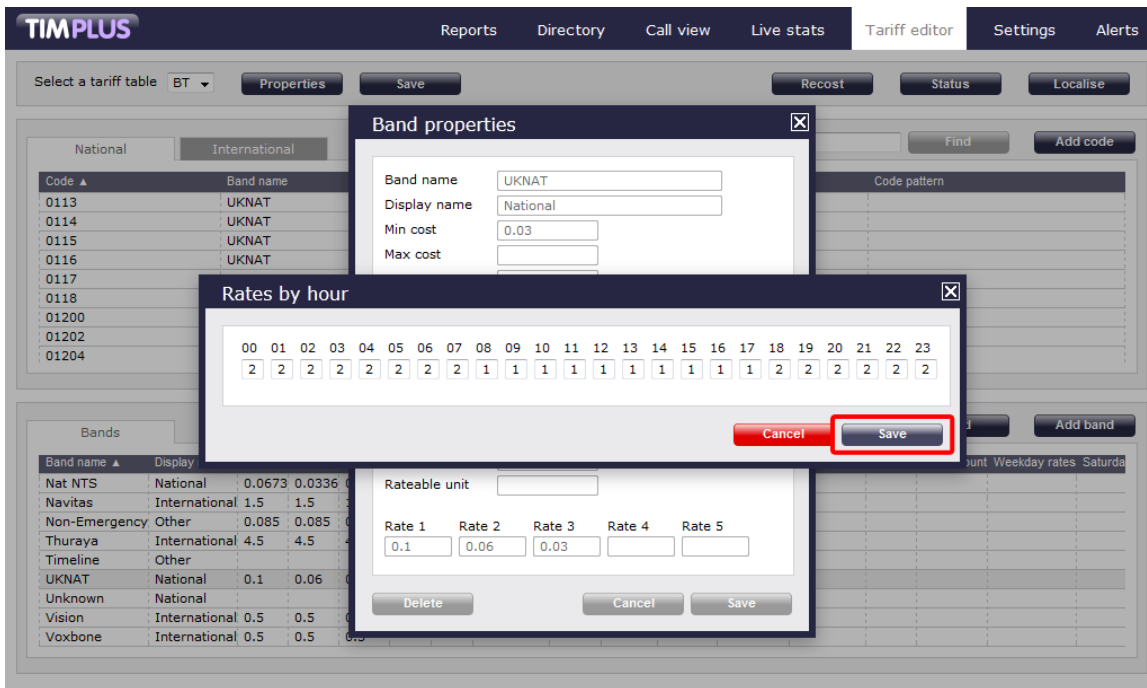 TIMPLUS Reports Directory Call view Live stats Tariff editor Settings Alerts
Select a tariff table BT Properties Save Recost Status Localise
Band properties
National International Find Add code
Code ▲ Band name Code pattern
Band name UKNAT
0113 UKNAT
Display name National
0114 UKNAT
Min cost 0.03
0115 UKNAT
Max cost
0116 UKNAT
0117
0118
01200
01202
01204
Rates by hour
00 01 02 03 04 05 06 07 08 09 10 11 12 13 14 15 16 17 18 19 20 21 22 23
2 2 2 2 2 2 2 2 1 1 1 1 1 1 1 1 1 1 2 2 2 2 2 2
Cancel Save
Bands Add band
Band name ▲ Display Weekday rates
Nat NTS National 0.0673 0.0336
Navitas International 1.5 1.5
Non-Emergency Other 0.085 0.085
Thuraya International 4.5 4.5
Timeline Other
UKNAT National 0.1 0.06
Unknown National
Vision International 0.5 0.5
Voxbone International 0.5 0.5
Rateable unit
Rate 1 Rate 2 Rate 3 Rate 4 Rate 5
0.1 0.06 0.03
Delete Cancel Save